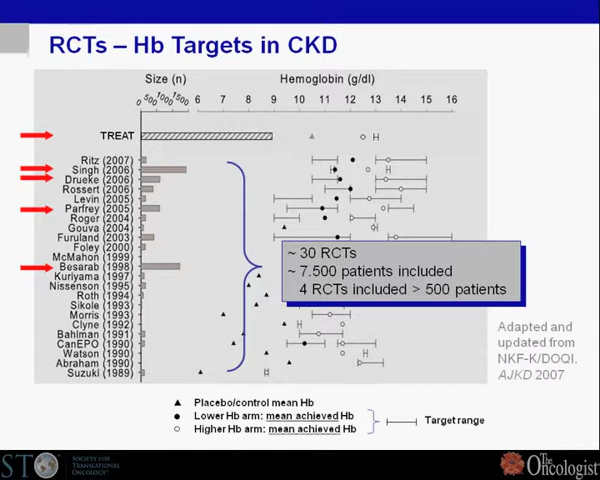 RCTs – Hb Targets in CKD
Size (n)
Hemoglobin (g/dl)
0 500 1000 1500 6 7 8 9 10 11 12 13 14 15 16
TREAT
Ritz (2007)
Singh (2006)
Drueke (2006)
Rossert (2006)
Levin (2005)
Parfrey (2005)
Roger (2004)
Gouva (2004)
Furuland (2003)
Foley (2000)
McMahon (1999)
Besarab (1998)
Kuriyama (1997)
Nissenson (1995)
Roth (1994)
Sikole (1993)
Morris (1993)
Clyne (1992)
Bahlman (1991)
CanEPO (1990)
Watson (1990)
Abraham (1990)
Suzuki (1989)
~ 30 RCTs
~ 7.500 patients included
4 RCTs included > 500 patients
Adapted and
updated from
NKF-K/DOQI.
AJKD 2007
Placebo/control mean Hb
Lower Hb arm: mean achieved Hb
Higher Hb arm: mean achieved Hb
Target range
STO
SOCIETY FOR
TRANSLATIONAL
ONCOLOGY
The
Oncologist